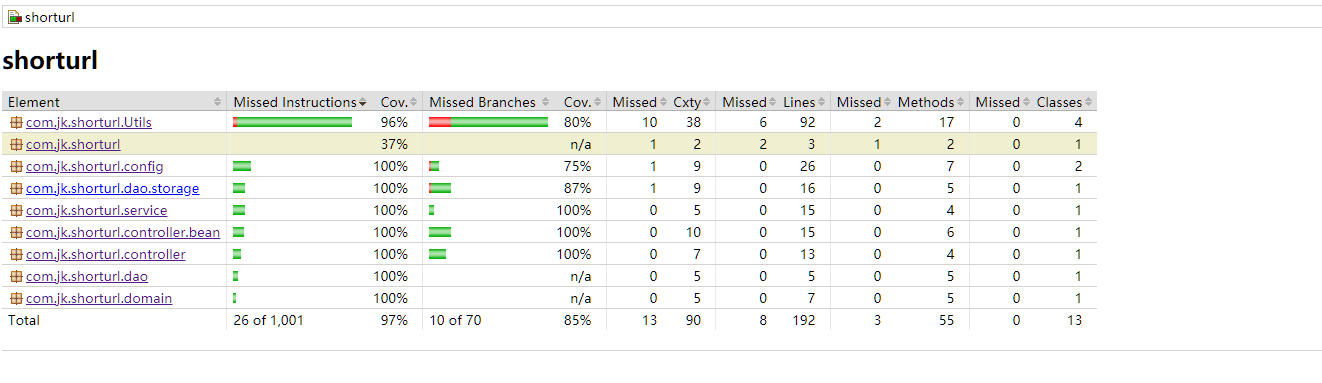 shorturl
shorturl
Element Missed Instructions Cov. Missed Branches Cov. Missed Cxty Missed Lines Missed Methods Missed Classes
com.jk.shorturl.Utils 96% 80% 10 38 6 92 2 17 0 4
com.jk.shorturl 37% n/a 1 2 2 3 1 2 0 1
com.jk.shorturl.config 100% 75% 1 9 0 26 0 7 0 2
com.jk.shorturl.dao.storage 100% 87% 1 9 0 16 0 5 0 1
com.jk.shorturl.service 100% 100% 0 5 0 15 0 4 0 1
com.jk.shorturl.controller.bean 100% 100% 0 10 0 15 0 6 0 1
com.jk.shorturl.controller 100% 100% 0 7 0 13 0 4 0 1
com.jk.shorturl.dao 100% n/a 0 5 0 5 0 5 0 1
com.jk.shorturl.domain 100% n/a 0 5 0 7 0 5 0 1
Total 26 of 1,001 97% 10 of 70 85% 13 90 8 192 3 55 0 13